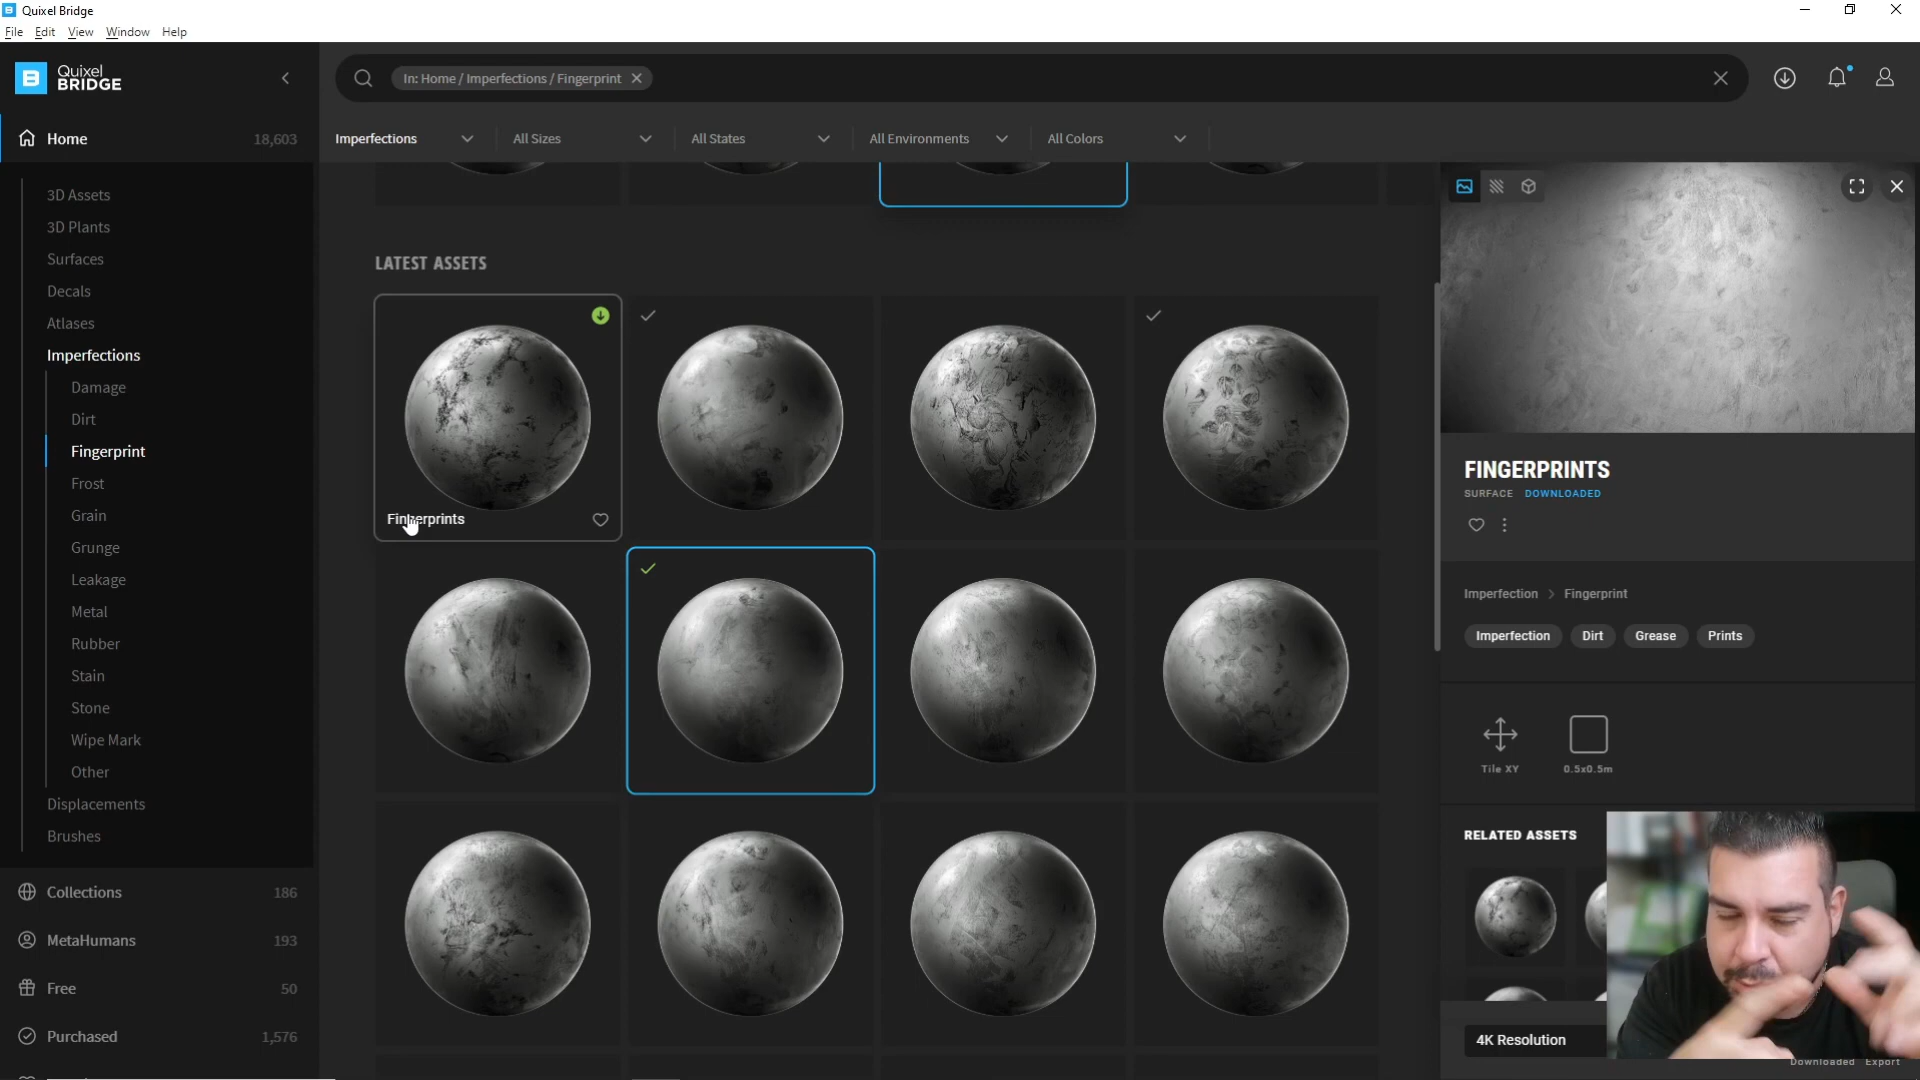 Quixel Bridge
File Edit View Window Help
Quixel
BRIDGE
In: Home / Imperfections / Fingerprint
Home 18,603
Imperfections All Sizes All States All Environments All Colors
3D Assets
3D Plants
Surfaces
Decals
Atlases
Imperfections
Damage
Dirt
Fingerprint
Frost
Grain
Grunge
Leakage
Metal
Rubber
Stain
Stone
Wipe Mark
Other
Displacements
Brushes
Collections 186
MetaHumans 193
Free 50
Purchased 1,576
LATEST ASSETS
Fingerprints
FINGERPRINTS
SURFACE DOWNLOADED
Imperfection > Fingerprint
Imperfection Dirt Grease Prints
Tile XY 0.5x0.5m
RELATED ASSETS
4K Resolution
Downloaded Export